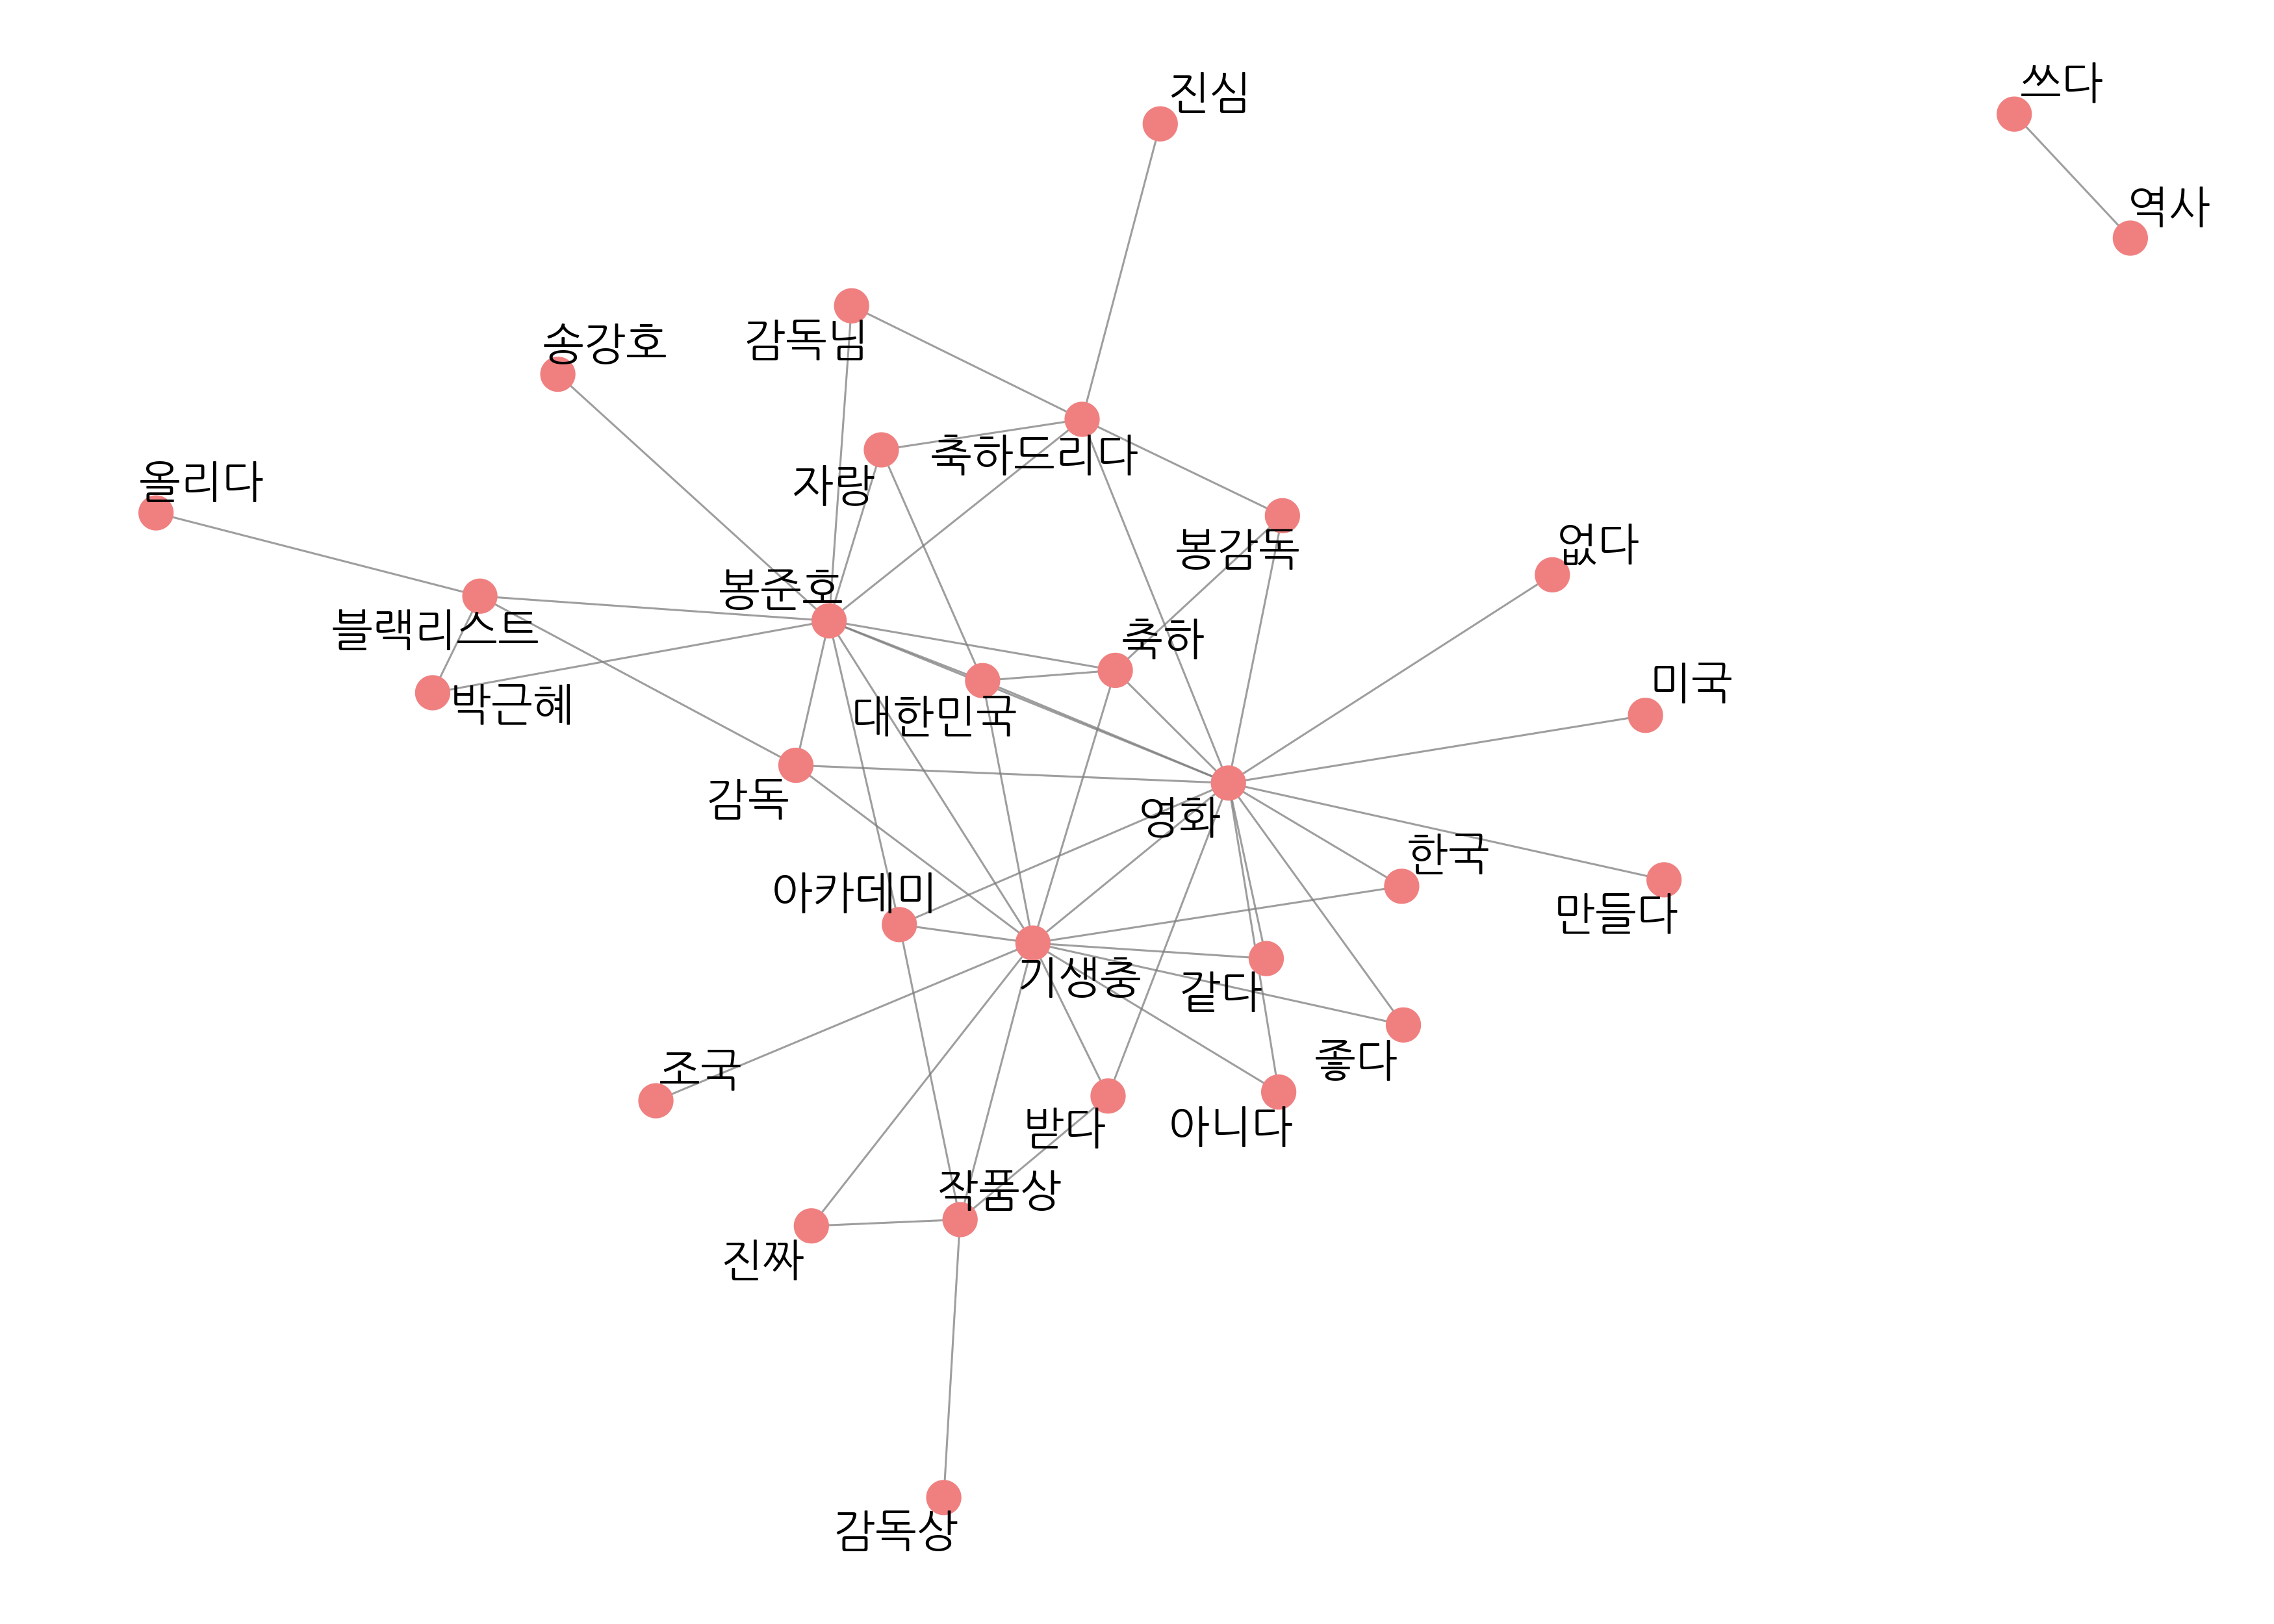 쓰다
진심
역사
감독님
송강호
축하드리다
올리다
자랑
없다
봉감독
봉준호
블랙리스트
축하
미국
박근혜
대한민국
감독
영화
한국
아카데미
만들다
기생충
같다
좋다
조국
받다
아니다
작품상
진짜
감독상